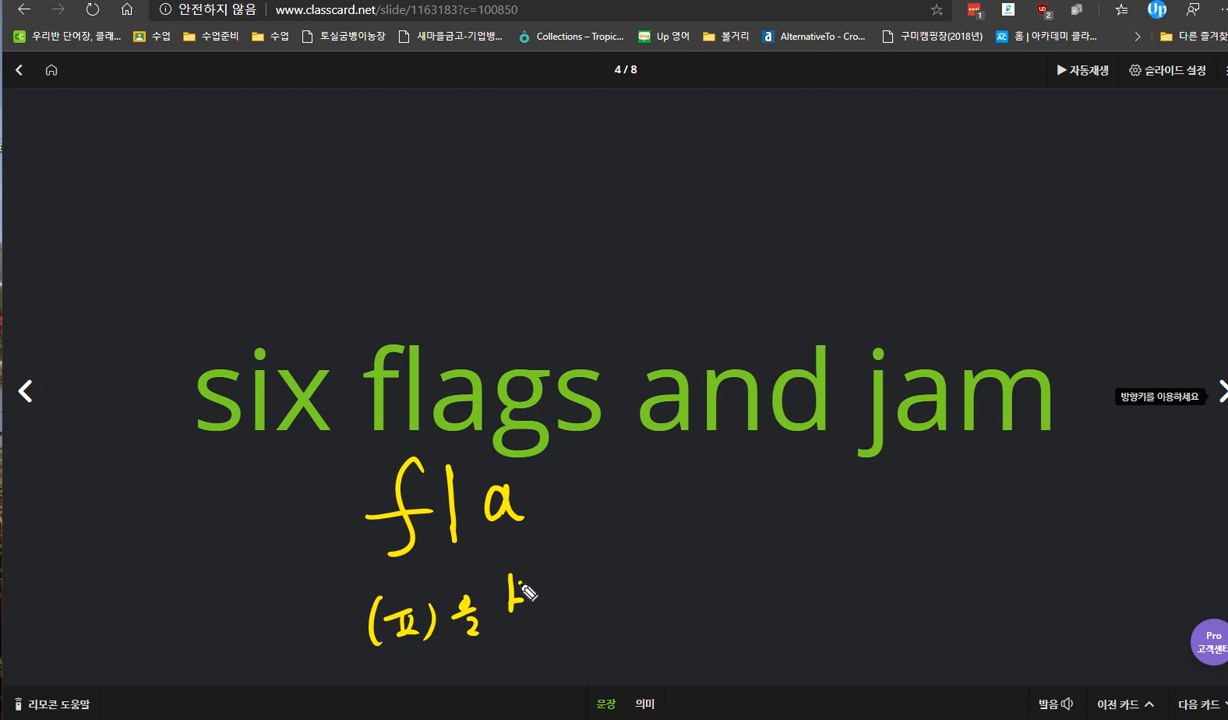 안전하지 않음 www.classcard.net/slide/1163183?c=100850 1 2
우리반 단어장, 클래... 수업 수업준비 수업 토실굼벵이농장 새마을금고-기업뱅... Collections – Tropic... Up 영어 볼거리 AlternativeTo - Cro... 구미캠핑장(2018년) 홈 | 아카데미 클라... 다른 즐겨찾
4 / 8 자동재생 슬라이드 설정
six flags and jam
방향키를 이용하세요
fla
(ㅍ) 을
Pro
고객센터
리모콘 도움말 문장 의미 발음 이전 카드 다음 카드